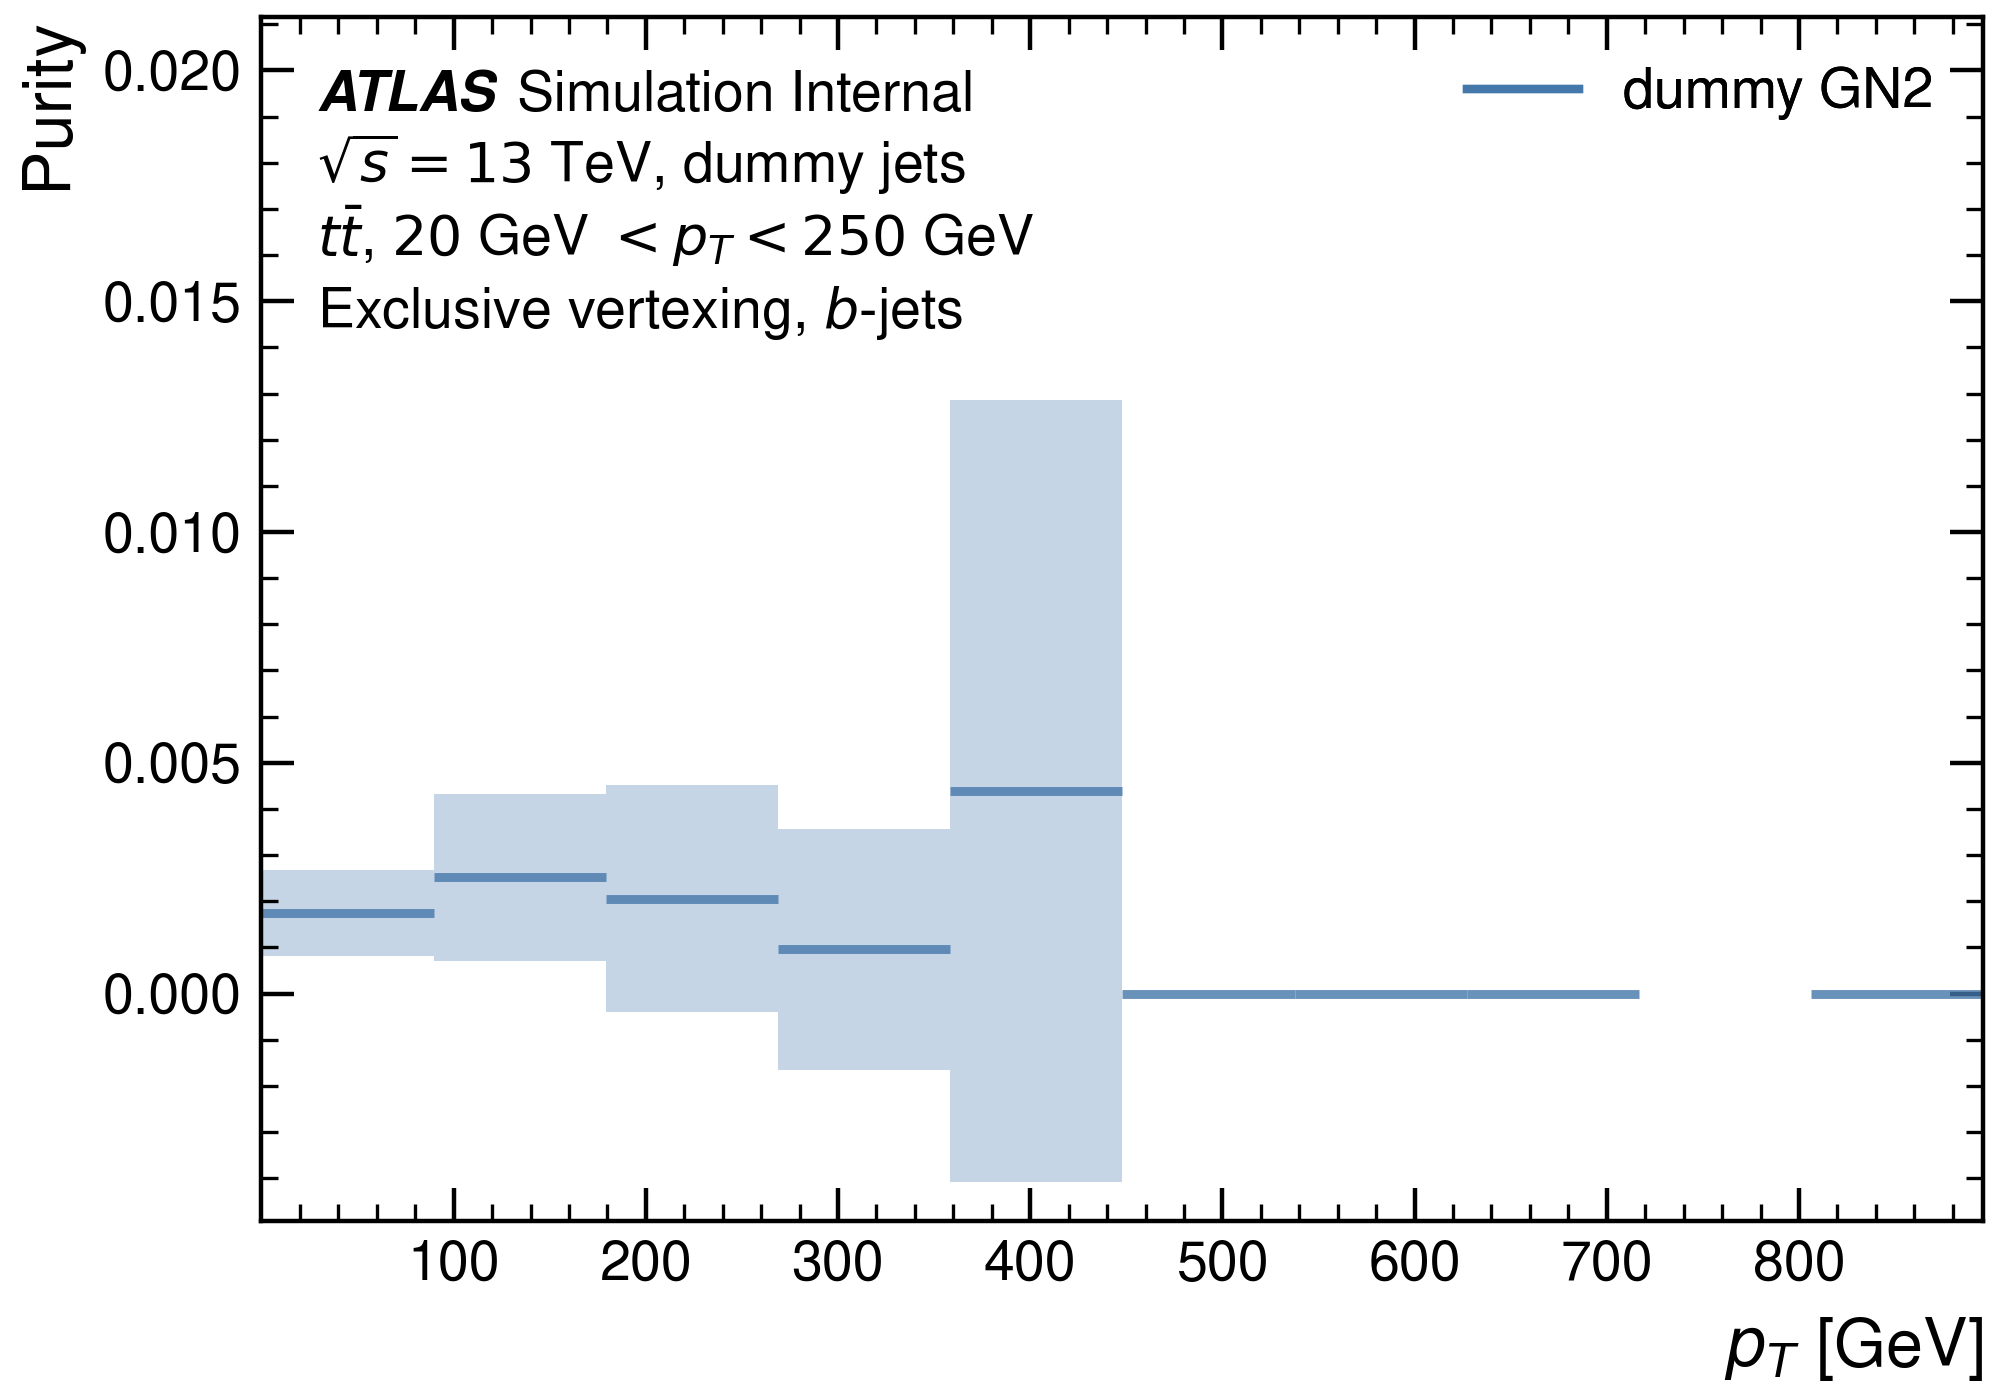 Purity
0.020
0.015
0.010
0.005
0.000
ATLAS Simulation Internal
√s = 13 TeV, dummy jets
tt̄, 20 GeV < p_T < 250 GeV
Exclusive vertexing, b-jets
dummy GN2
100 200 300 400 500 600 700 800
p_T [GeV]